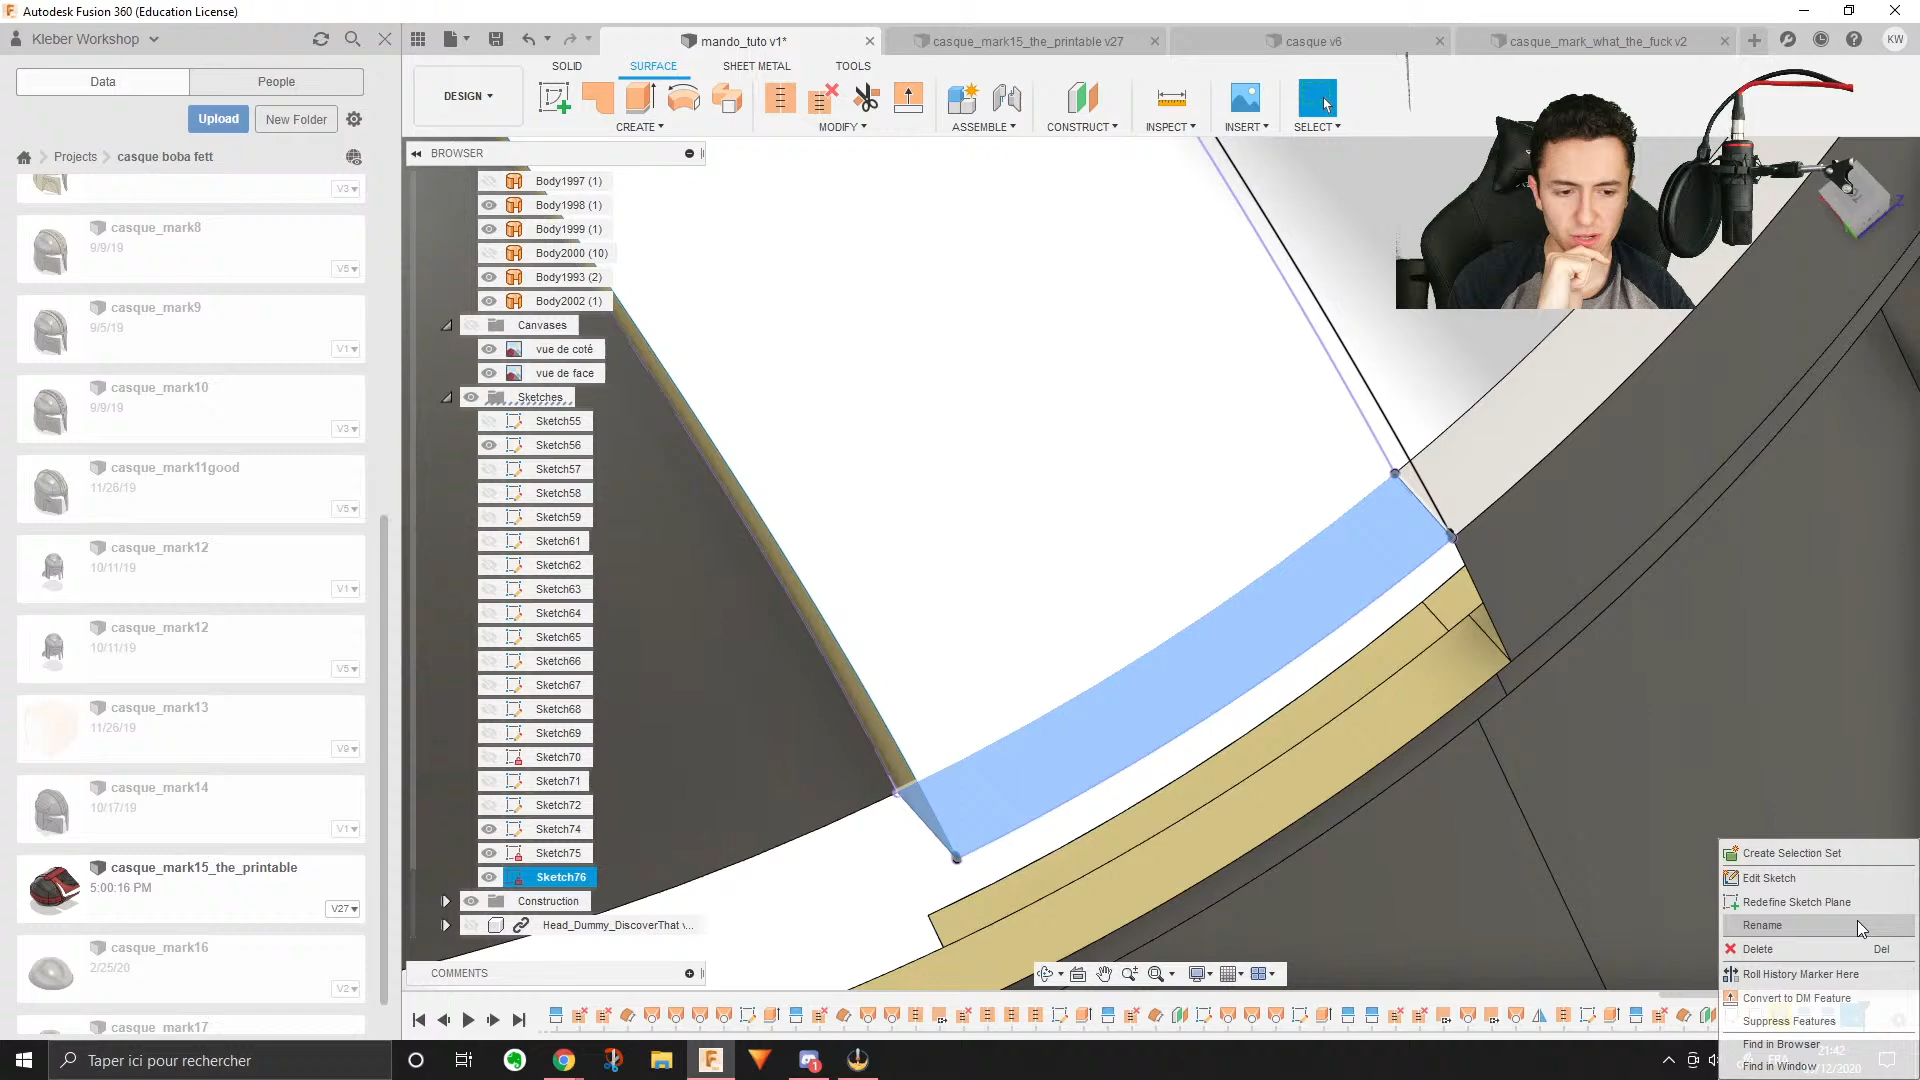 Autodesk Fusion 360 (Education License)
Kleber Workshop
mando_tuto v1*
casque_mark15_the_printable v27
casque v6
casque_mark_what_the_fuck v2
KW
Data
People
Upload
New Folder
Projects
casque boba fett
V3
casque_mark8
9/9/19
V5
casque_mark9
9/5/19
V1
casque_mark10
9/9/19
V3
casque_mark11good
11/26/19
V5
casque_mark12
10/11/19
V1
casque_mark12
10/11/19
V5
casque_mark13
11/26/19
V9
casque_mark14
10/17/19
V1
casque_mark15_the_printable
5:00:16 PM
V27
casque_mark16
2/25/20
V2
casque_mark17
DESIGN
SOLID
SURFACE
SHEET METAL
TOOLS
CREATE
MODIFY
ASSEMBLE
CONSTRUCT
INSPECT
INSERT
SELECT
BROWSER
Body1997 (1)
Body1998 (1)
Body1999 (1)
Body2000 (10)
Body1993 (2)
Body2002 (1)
Canvases
vue de coté
vue de face
Sketches
Sketch55
Sketch56
Sketch57
Sketch58
Sketch59
Sketch61
Sketch62
Sketch63
Sketch64
Sketch65
Sketch66
Sketch67
Sketch68
Sketch69
Sketch70
Sketch71
Sketch72
Sketch74
Sketch75
Sketch76
Construction
Head_Dummy_DiscoverThat v...
COMMENTS
Z
Create Selection Set
Edit Sketch
Redefine Sketch Plane
Rename
Delete Del
Roll History Marker Here
Convert to DM Feature
Suppress Features
Find in Browser
Find in Window
Taper ici pour rechercher
FRA
21:42